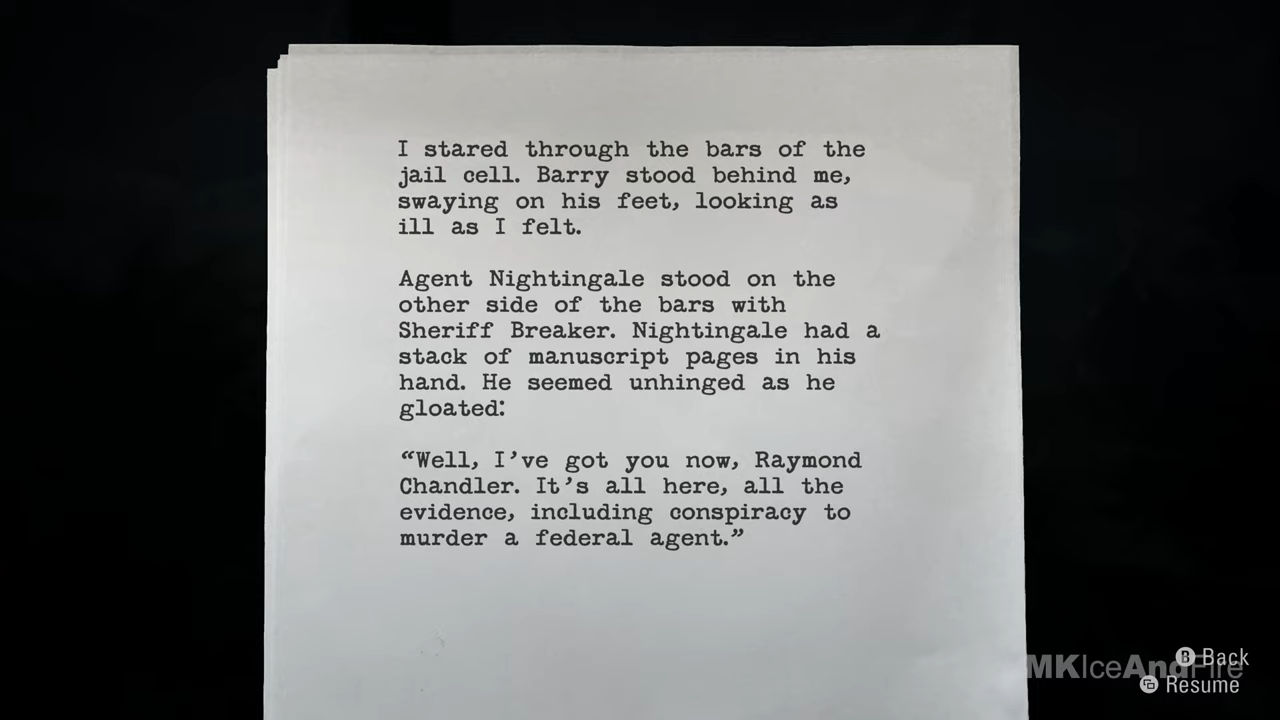 I stared through the bars of the
jail cell. Barry stood behind me,
swaying on his feet, looking as
ill as I felt.
Agent Nightingale stood on the
other side of the bars with
Sheriff Breaker. Nightingale had a
stack of manuscript pages in his
hand. He seemed unhinged as he
gloated:
“Well, I’ve got you now, Raymond
Chandler. It’s all here, all the
evidence, including conspiracy to
murder a federal agent.”
MKIceAndFire
B Back
Resume